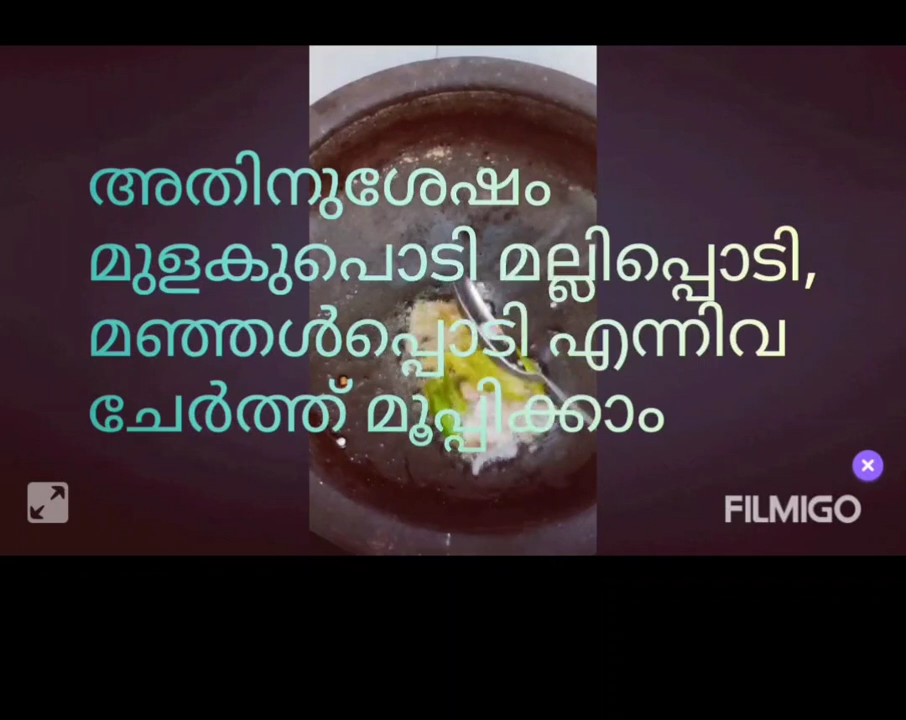 അതിനുശേഷം
മുളകുപൊടി മല്ലിപ്പൊടി,
മഞ്ഞൾപ്പൊടി എന്നിവ
ചേർത്ത് മൂപ്പിക്കാം
FILMIGO